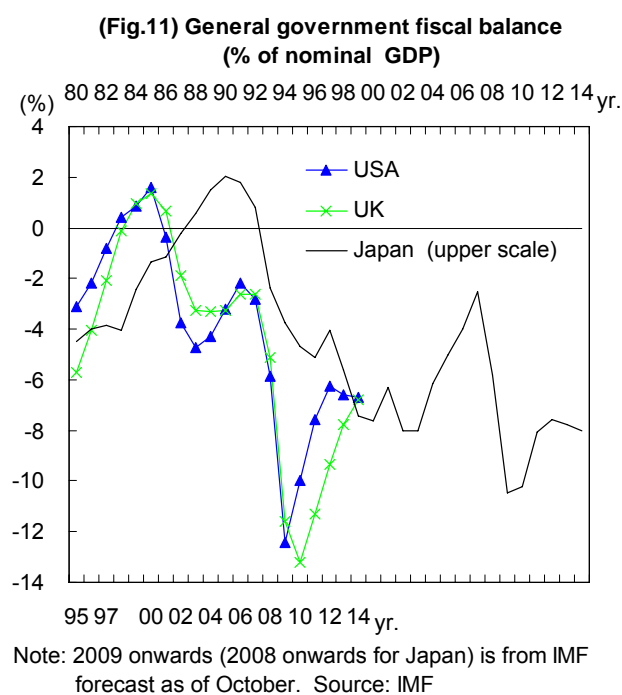 (Fig.11) General government fiscal balance
(% of nominal GDP)
(%) 80 82 84 86 88 90 92 94 96 98 00 02 04 06 08 10 12 14 yr.
4
2
0
-2
-4
-6
-8
-10
-12
-14
USA
UK
Japan (upper scale)
95 97 00 02 04 06 08 10 12 14 yr.
Note: 2009 onwards (2008 onwards for Japan) is from IMF
forecast as of October. Source: IMF